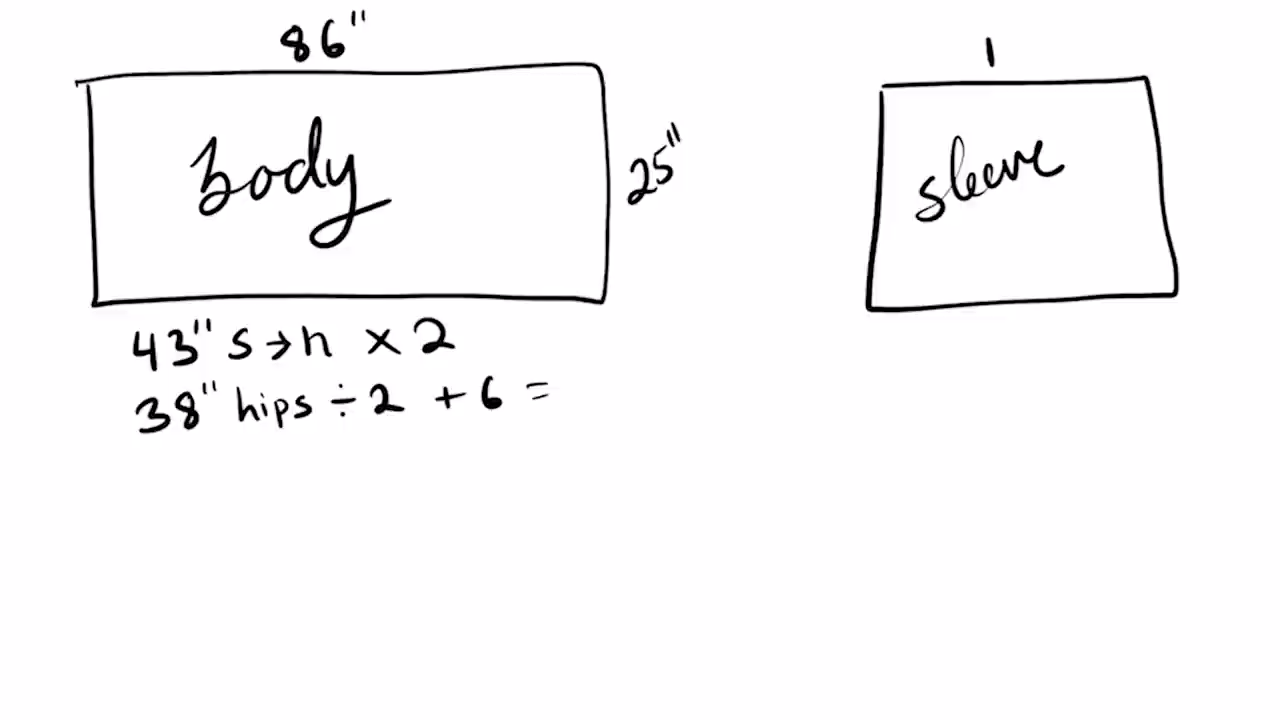 86"
body
25"
43" s→h × 2
38" hips ÷ 2 + 6 =
1
sleeve